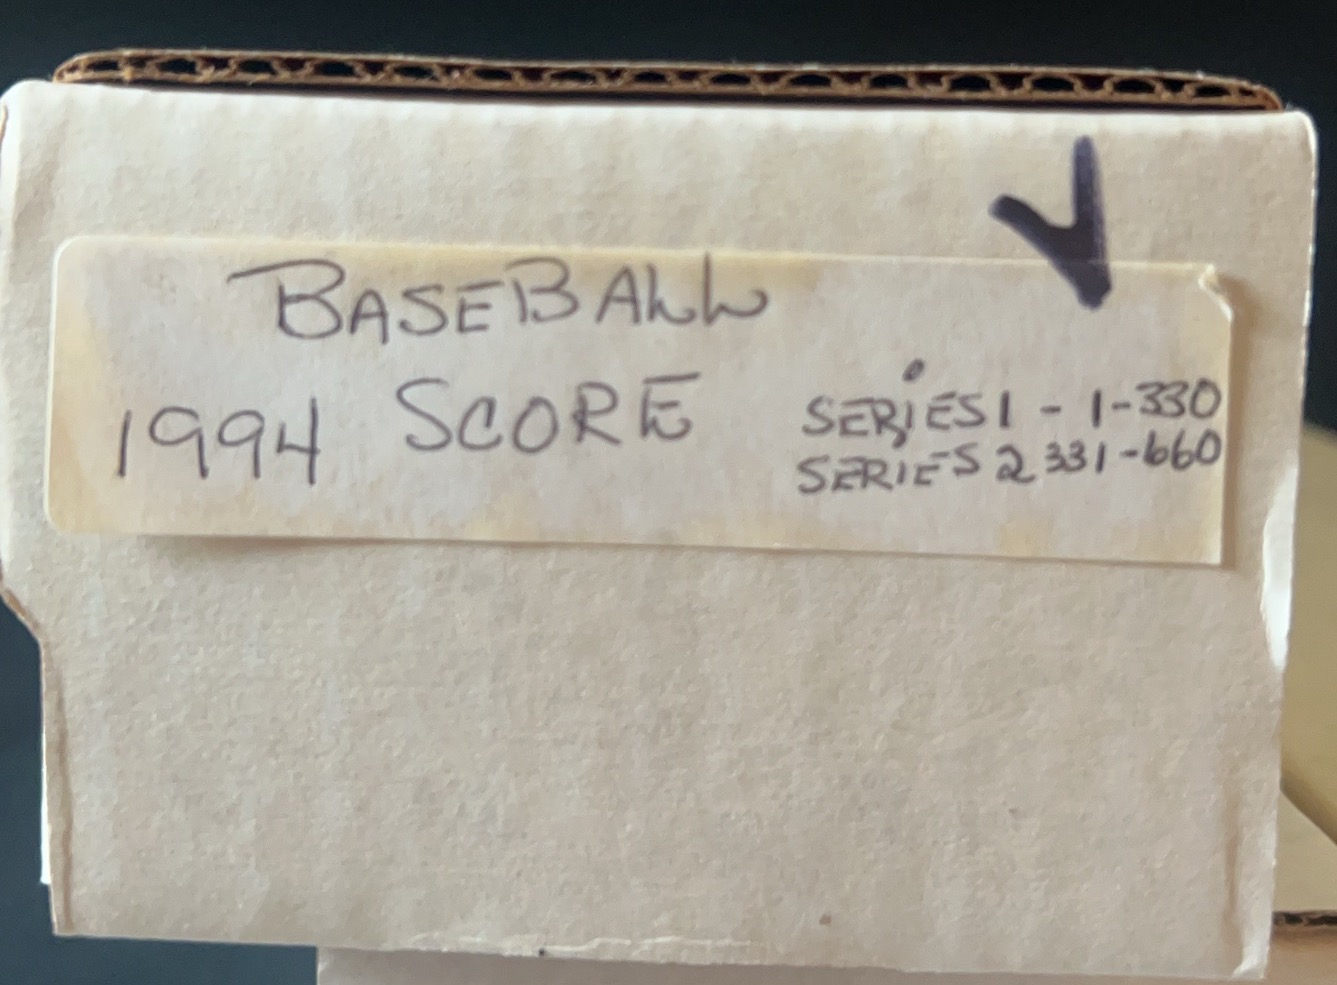 BASEBALL
1994 SCORE
SERIES 1 - 1-330
SERIES 2 331-660